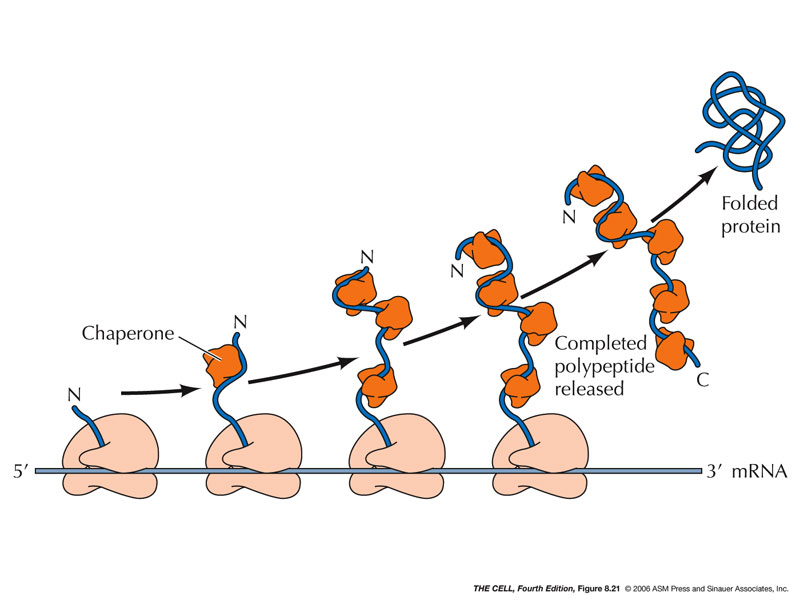 Folded
protein
N
N
N
N
N
Chaperone
Completed
polypeptide
released
C
5′
3′ mRNA
THE CELL, Fourth Edition, Figure 8.21 © 2006 ASM Press and Sinauer Associates, Inc.